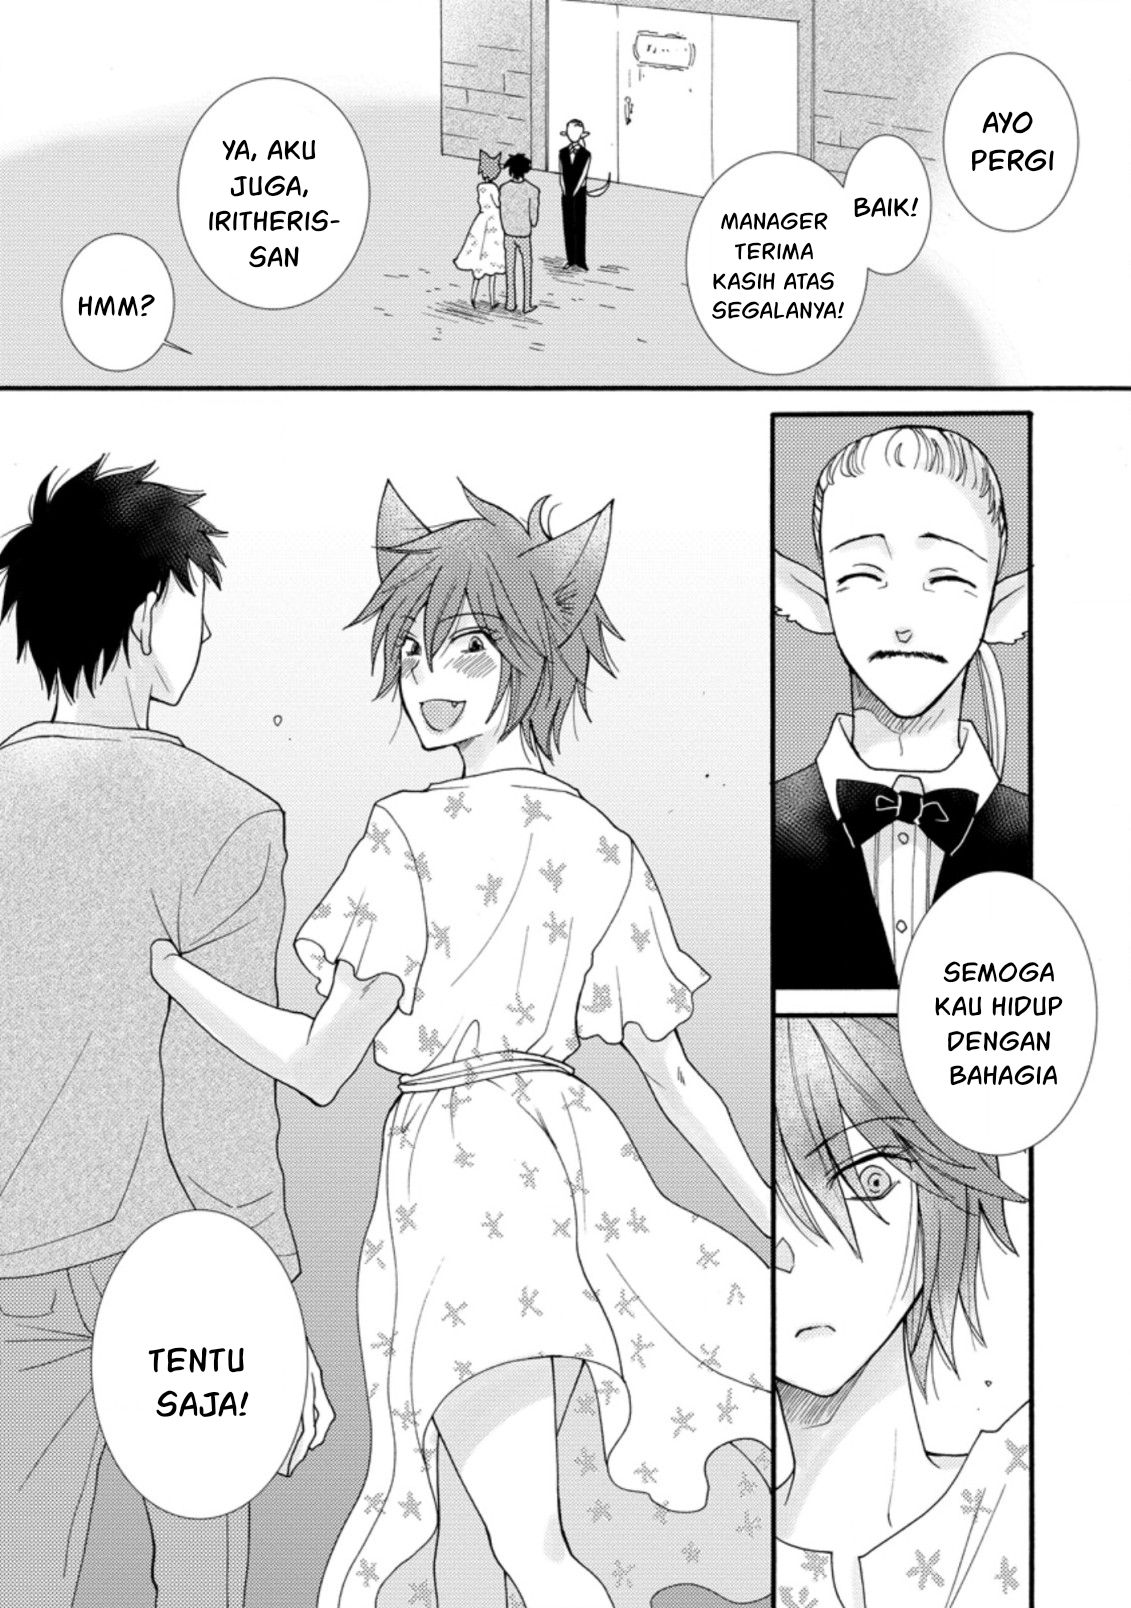 AYO
PERGI
BAIK!
MANAGER
TERIMA
KASIH ATAS
SEGALANYA!
YA, AKU
JUGA,
IRITHERIS-
SAN
HMM?
SEMOGA
KAU HIDUP
DENGAN
BAHAGIA
TENTU
SAJA!